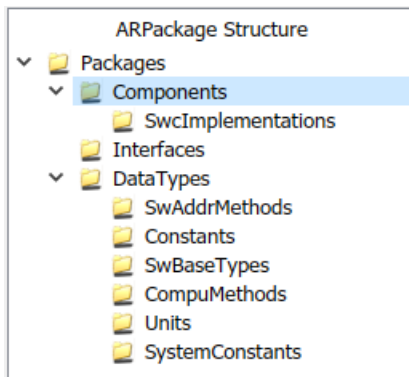 ARPackage Structure
Packages
Components
SwcImplementations
Interfaces
DataTypes
SwAddrMethods
Constants
SwBaseTypes
CompuMethods
Units
SystemConstants